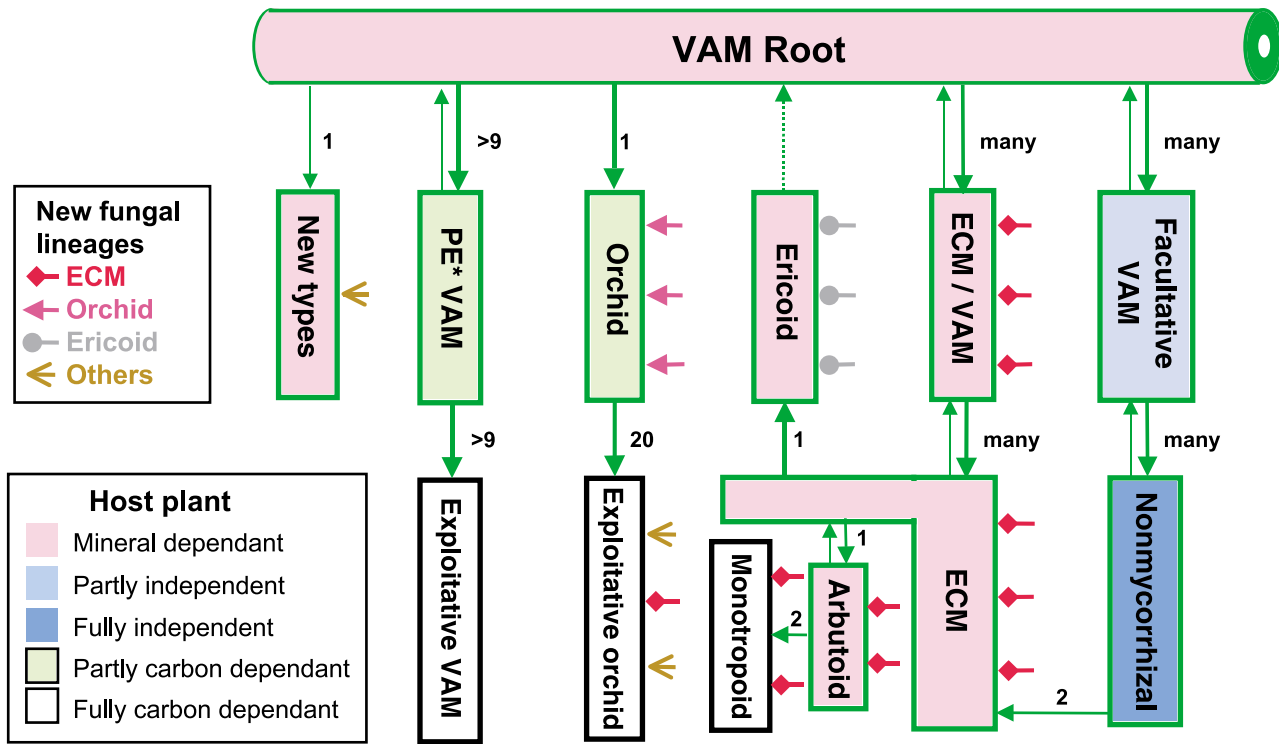 VAM Root
1
>9
1
many
many
New fungal
lineages
ECM
Orchid
Ericoid
Others
New types
PE* VAM
Orchid
Ericoid
ECM / VAM
Facultative
VAM
>9
20
1
many
many
Host plant
Mineral dependant
Partly independent
Fully independent
Partly carbon dependant
Fully carbon dependant
Exploitative VAM
Exploitative orchid
Monotropoid
2
Arbutoid
1
ECM
2
Nonmycorrhizal